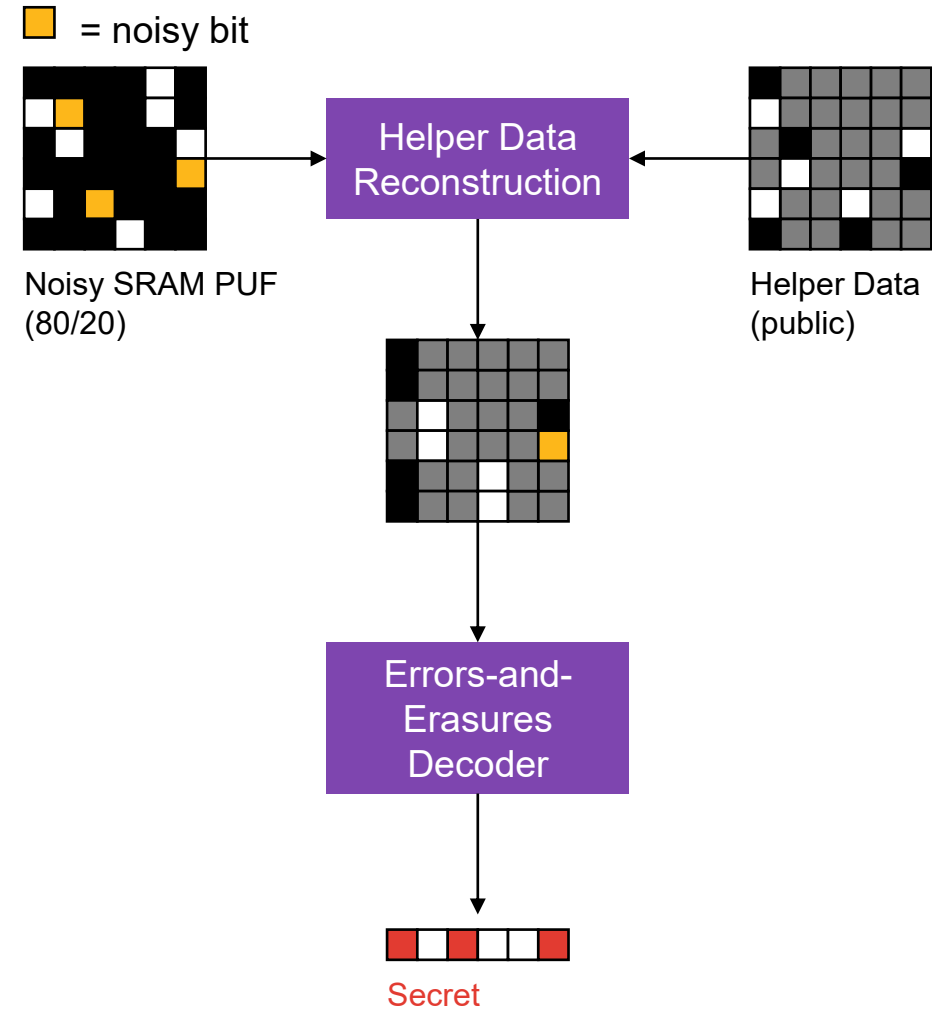 = noisy bit
Helper Data
Reconstruction
Noisy SRAM PUF
(80/20)
Helper Data
(public)
Errors-and-
Erasures
Decoder
Secret